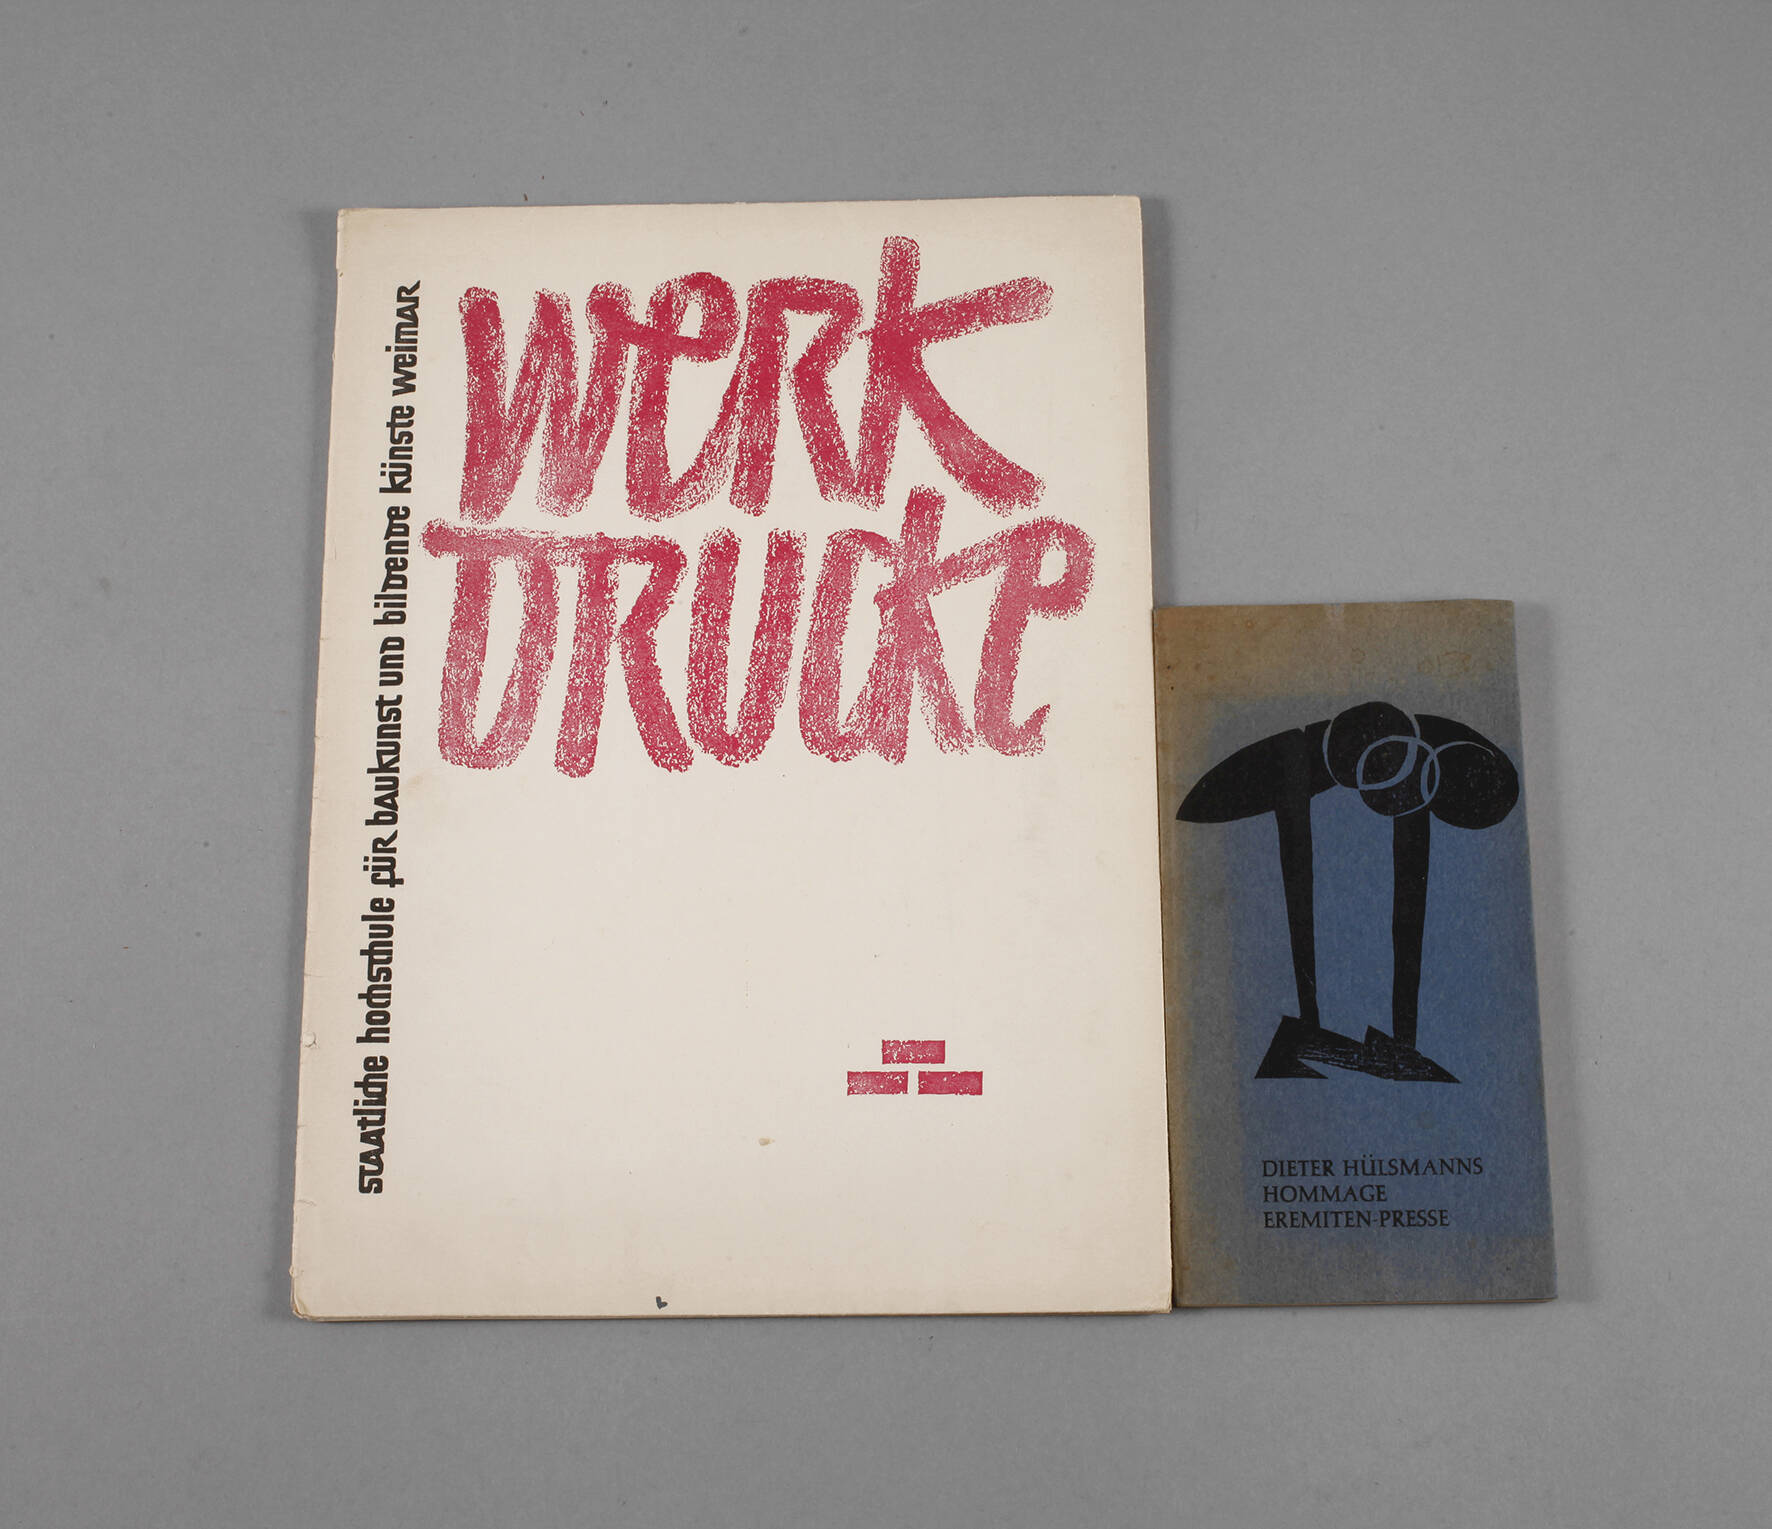 staatliche hochschule für baukunst und bildende künste weimar
werk
drucke
DIETER HÜLSMANNS
HOMMAGE
EREMITEN-PRESSE